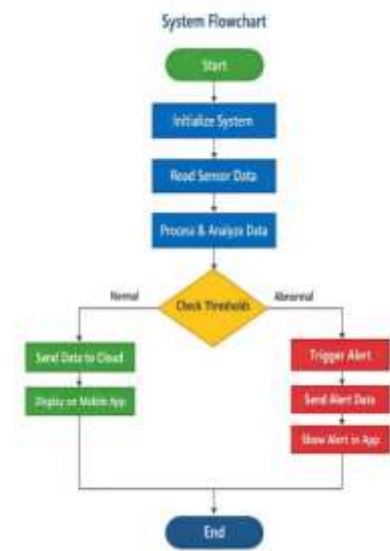 System Flowchart
Start
Initialize System
Read Sensor Data
Process & Analyze Data
Check Thresholds
Normal
Abnormal
Send Data to Cloud
Display on Mobile App
Trigger Alert
Send Alert Data
Show Alert in App
End